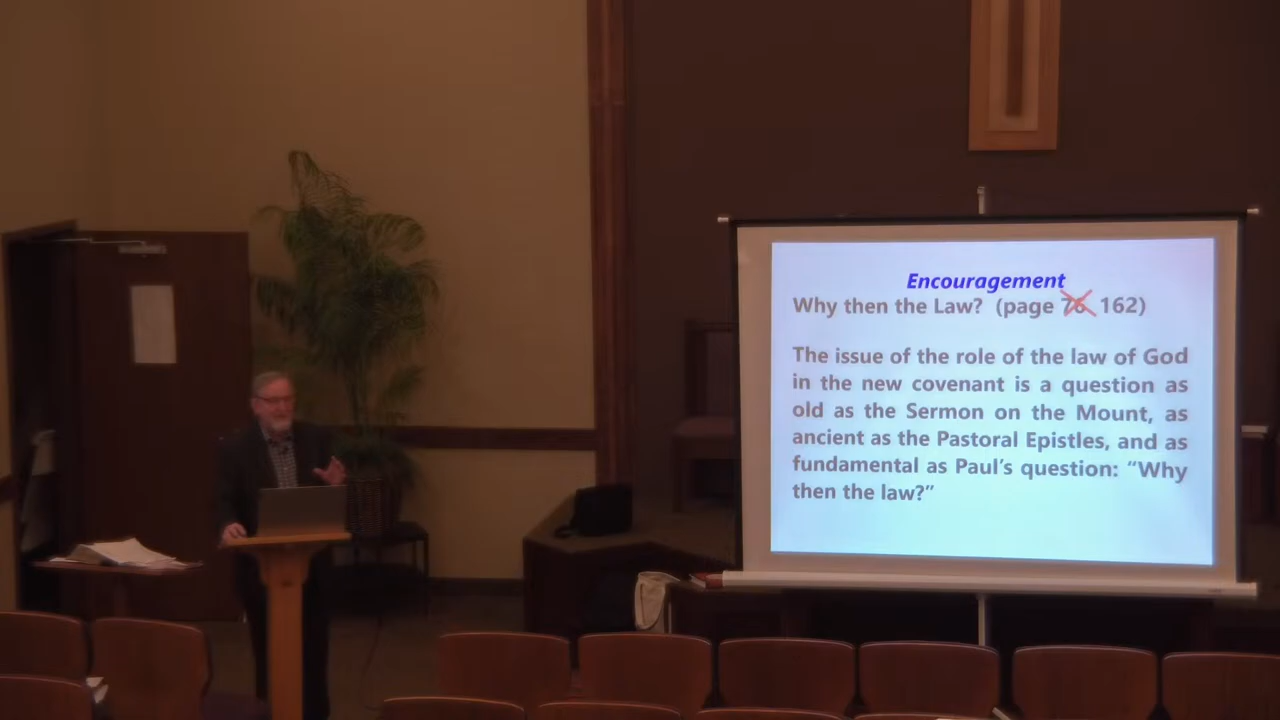 Encouragement
Why then the Law? (page 76 162)
The issue of the role of the law of God
in the new covenant is a question as
old as the Sermon on the Mount, as
ancient as the Pastoral Epistles, and as
fundamental as Paul's question: “Why
then the law?”